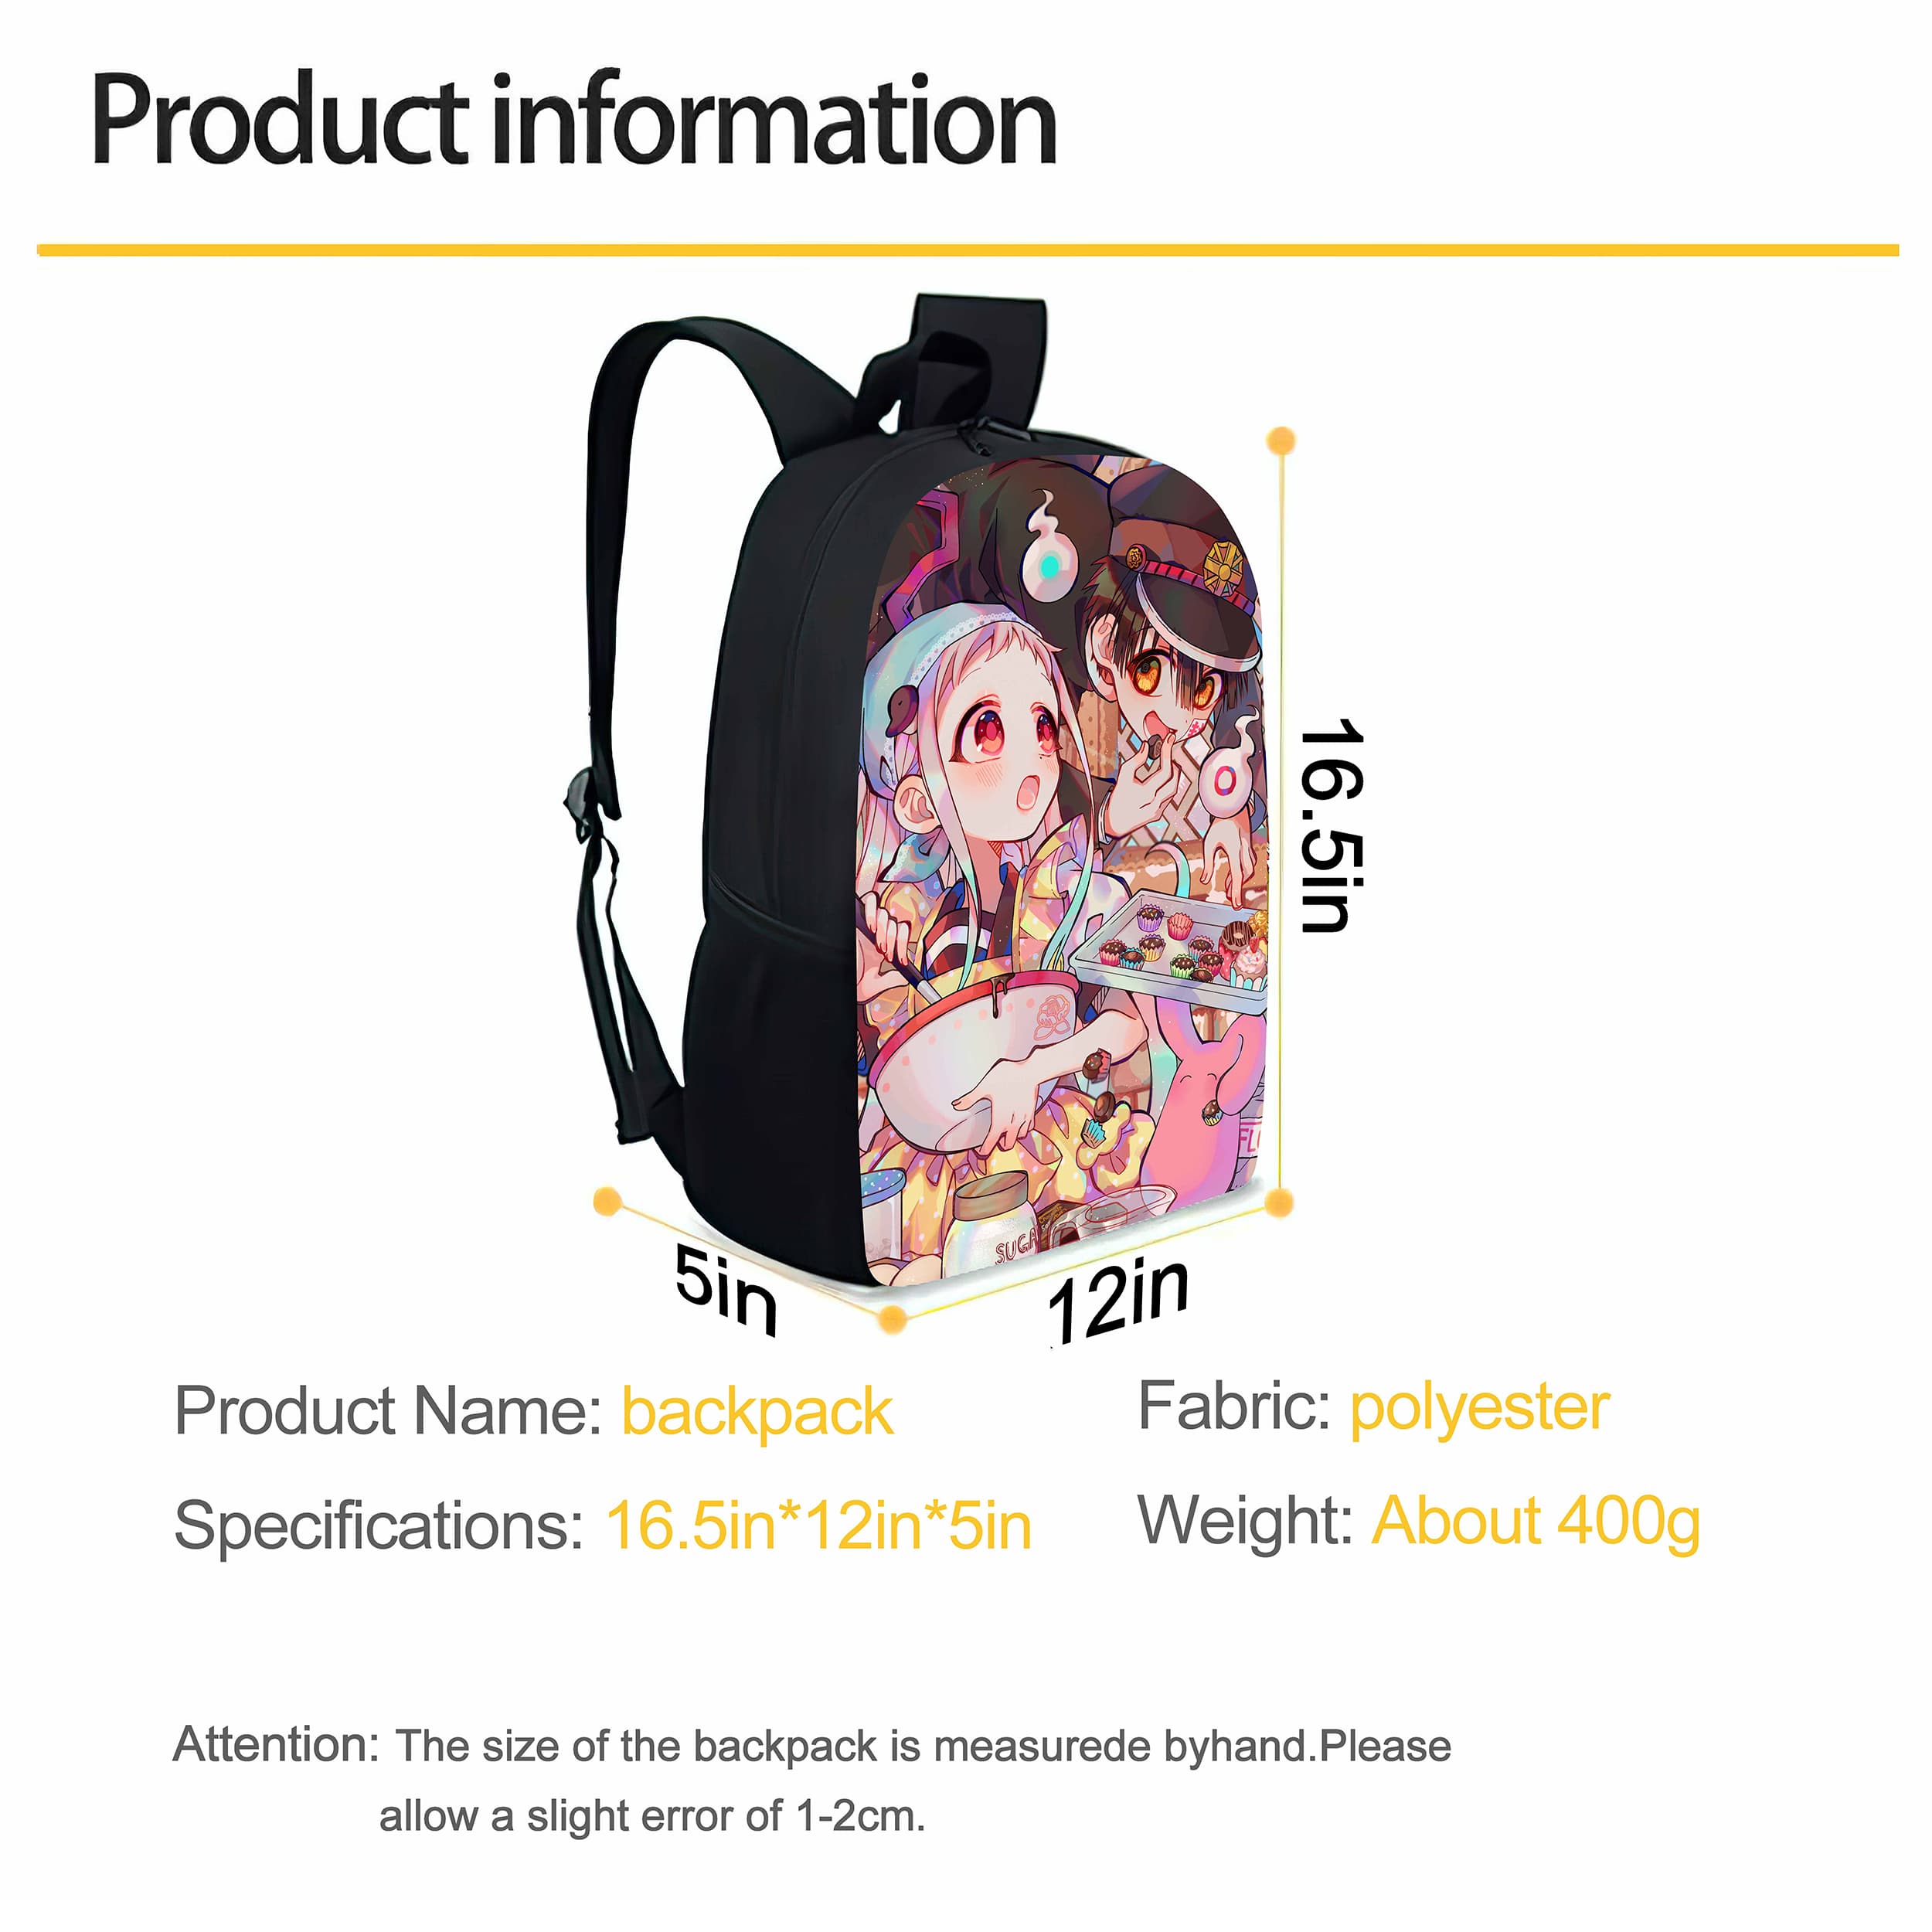 Product information
16.5in
SUGA
5in
12in
Product Name: backpack
Fabric: polyester
Specifications: 16.5in*12in*5in
Weight: About 400g
Attention: The size of the backpack is measurede byhand.Please
allow a slight error of 1-2cm.